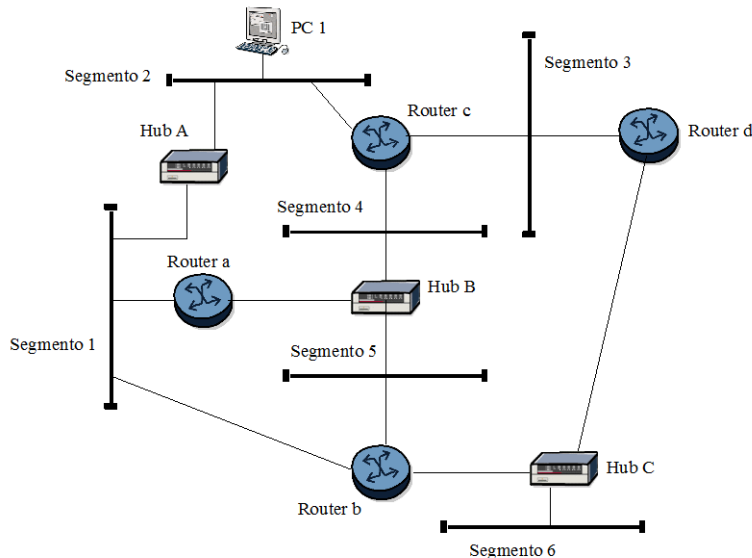 PC 1
Segmento 2
Segmento 3
Router c
Hub A
Router d
Segmento 4
Router a
Hub B
Segmento 1
Segmento 5
Hub C
Router b
Segmento 6